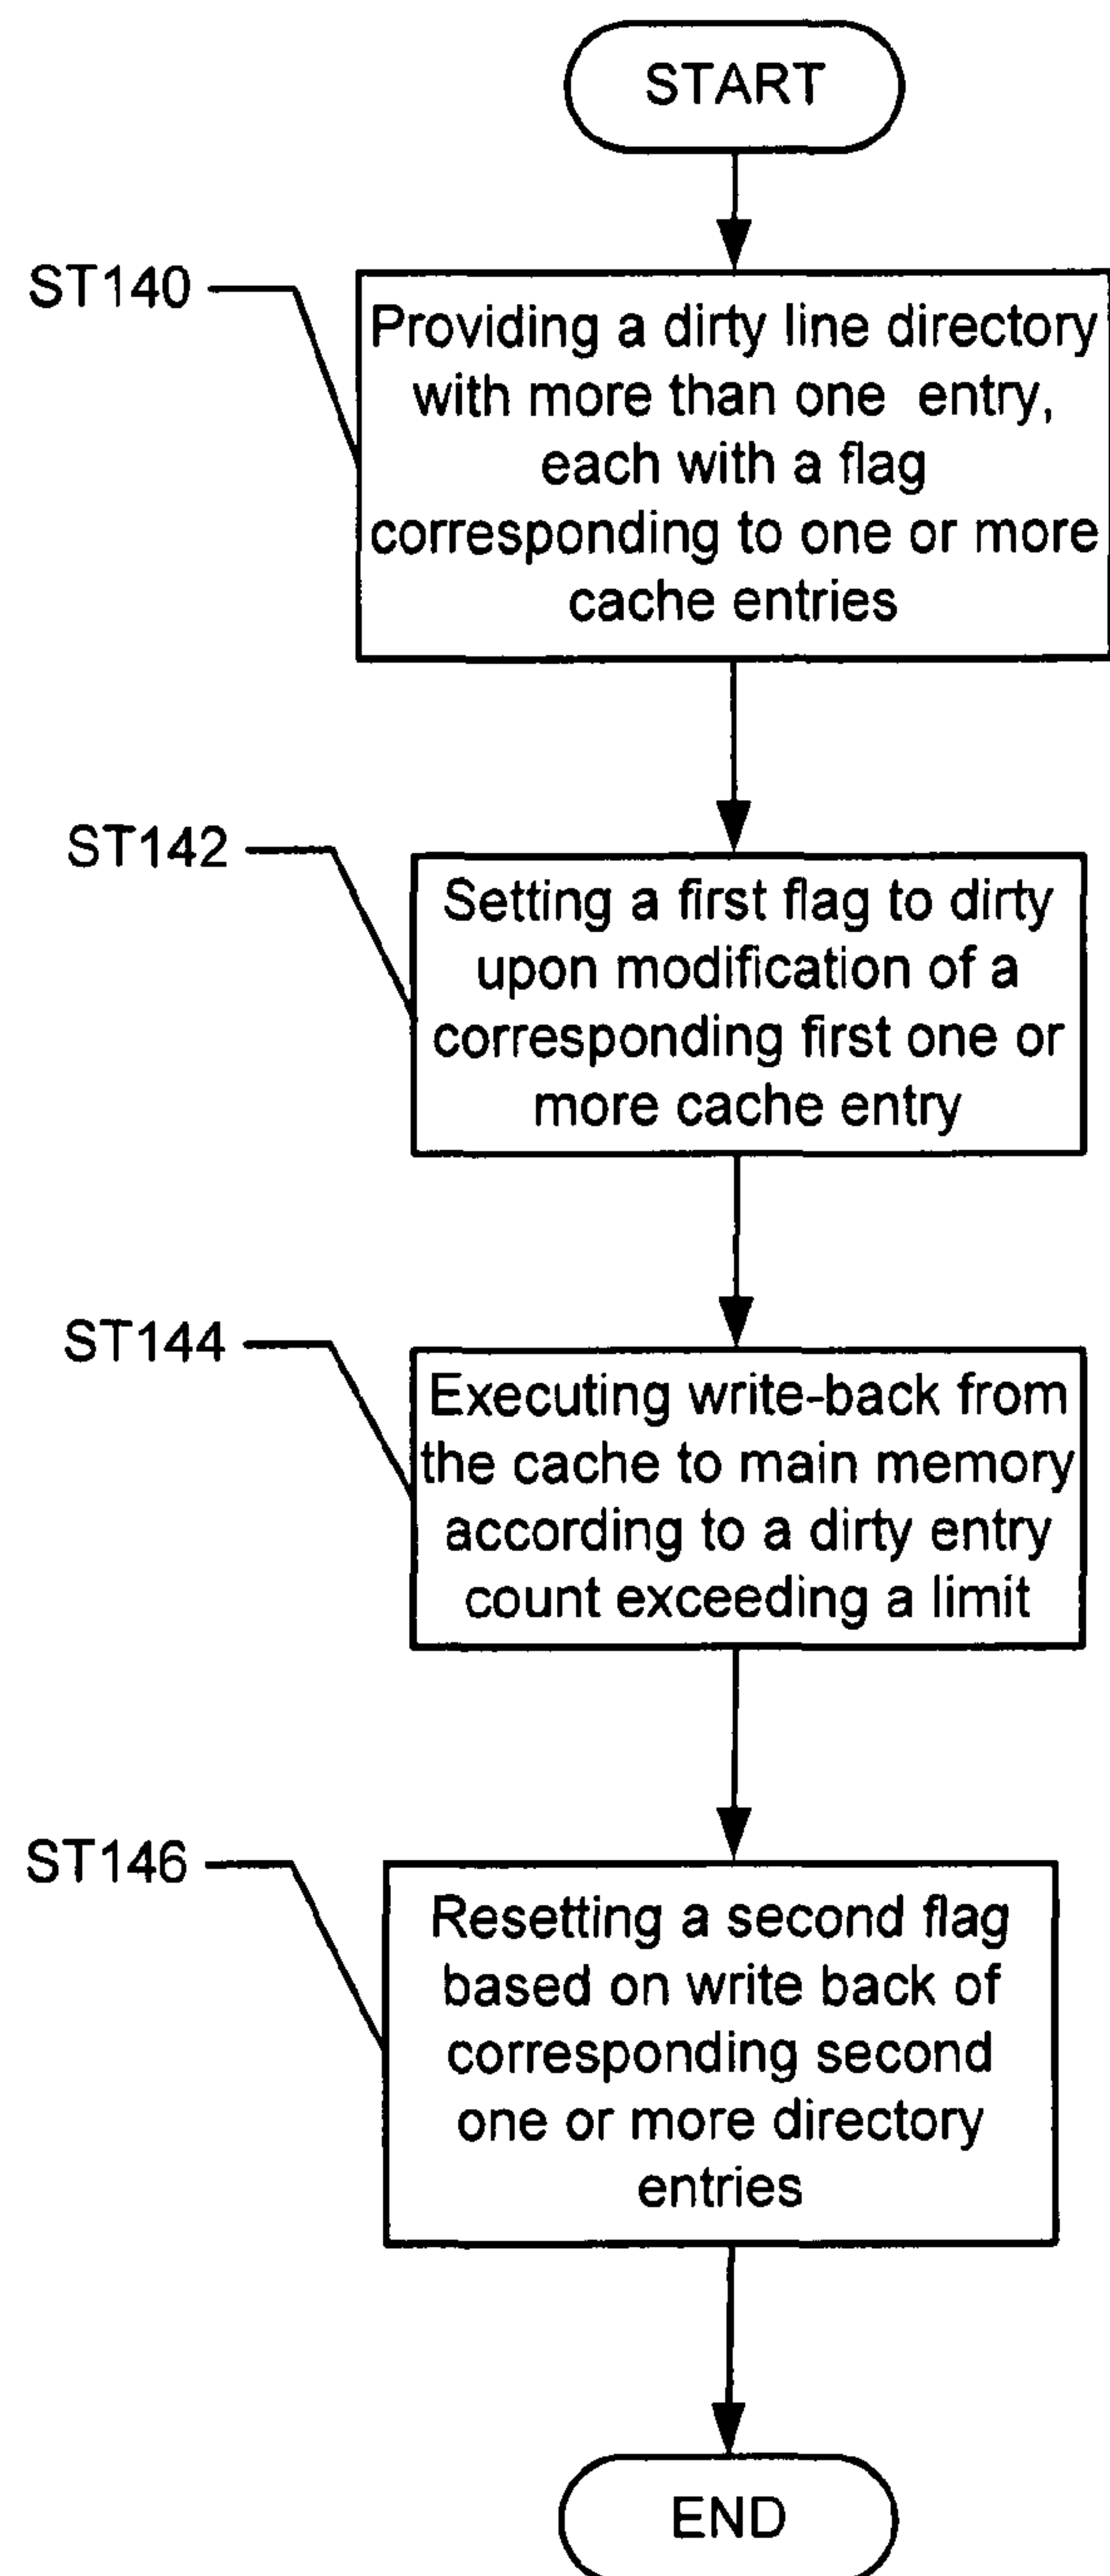 START
ST140
Providing a dirty line directory
with more than one entry,
each with a flag
corresponding to one or more
cache entries
ST142
Setting a first flag to dirty
upon modification of a
corresponding first one or
more cache entry
ST144
Executing write-back from
the cache to main memory
according to a dirty entry
count exceeding a limit
ST146
Resetting a second flag
based on write back of
corresponding second
one or more directory
entries
END